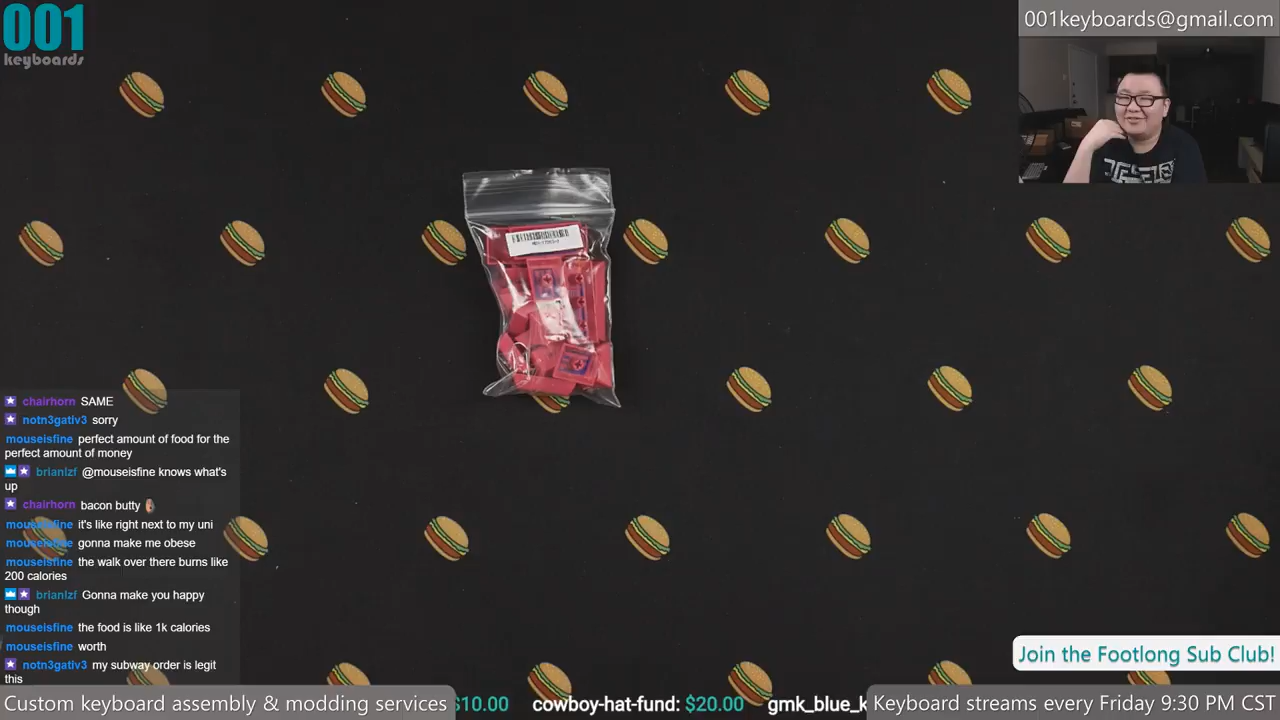 001
keyboards
001keyboards@gmail.com
chairhorn SAME
notn3gativ3 sorry
mouseisfine perfect amount of food for the
perfect amount of money
brianlzf @mouseisfine knows what's
up
chairhorn bacon butty
mouseisfine it's like right next to my uni
mouseisfine gonna make me obese
mouseisfine the walk over there burns like
200 calories
brianlzf Gonna make you happy
though
mouseisfine the food is like 1k calories
mouseisfine worth
notn3gativ3 my subway order is legit
this
Join the Footlong Sub Club!
Custom keyboard assembly & modding services
$10.00 cowboy-hat-fund: $20.00 gmk_blue_k
Keyboard streams every Friday 9:30 PM CST